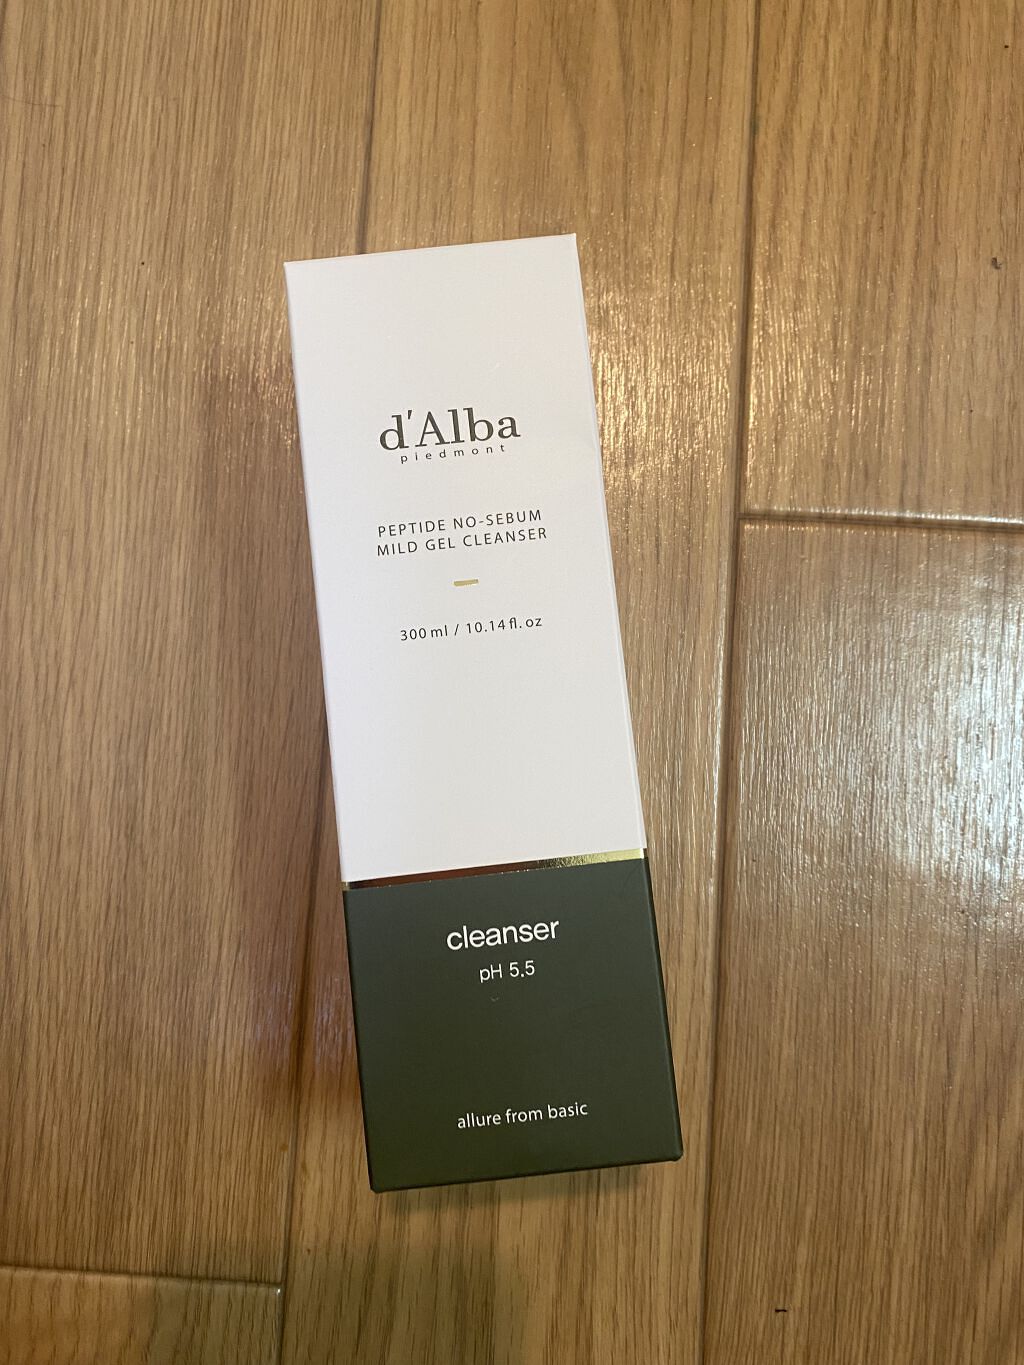 d'Alba
piedmont
PEPTIDE NO-SEBUM
MILD GEL CLEANSER
300 ml / 10.14 fl. oz
cleanser
pH 5.5
allure from basic